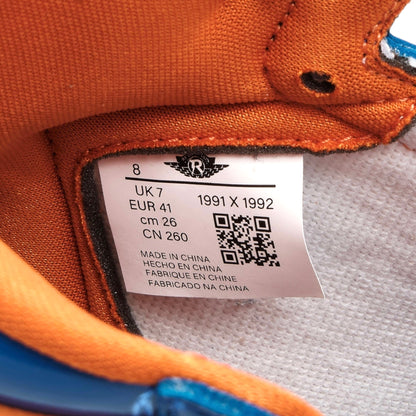 8
R
UK 7
EUR 41
cm 26
CN 260
1991 X 1992
MADE IN CHINA
HECHO EN CHINA
FABRIQUE EN CHINE
FABRICADO NA CHINA